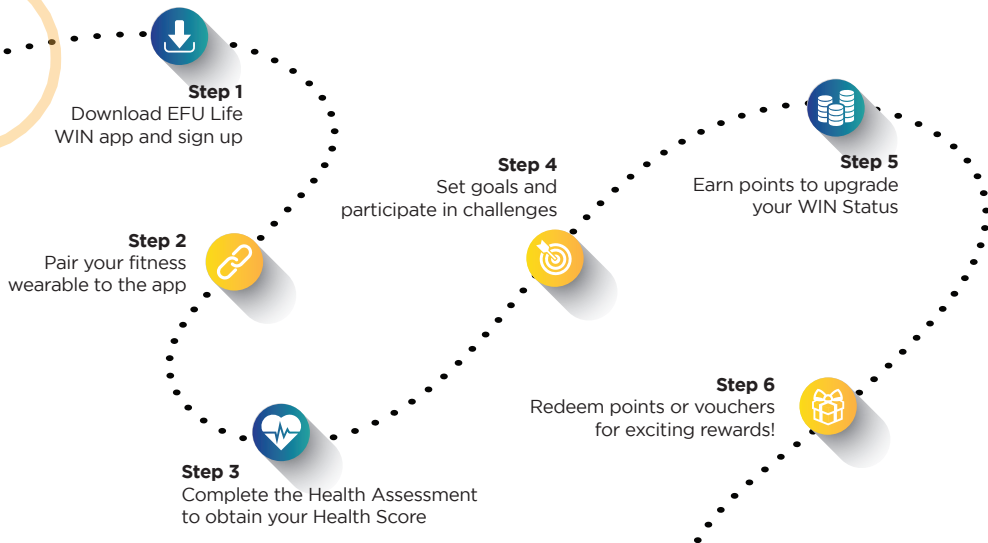 Step 1
Download EFU Life
WIN app and sign up
Step 2
Pair your fitness
wearable to the app
Step 3
Complete the Health Assessment
to obtain your Health Score
Step 4
Set goals and
participate in challenges
Step 5
Earn points to upgrade
your WIN Status
Step 6
Redeem points or vouchers
for exciting rewards!